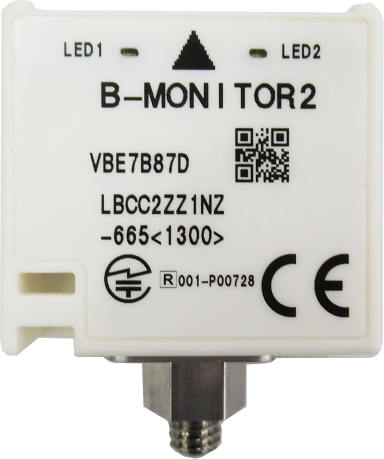 LED1 LED2
B-MONITOR2
VBE7B87D
LBCC2ZZ1NZ
-665<1300>
R 001-P00728 CE